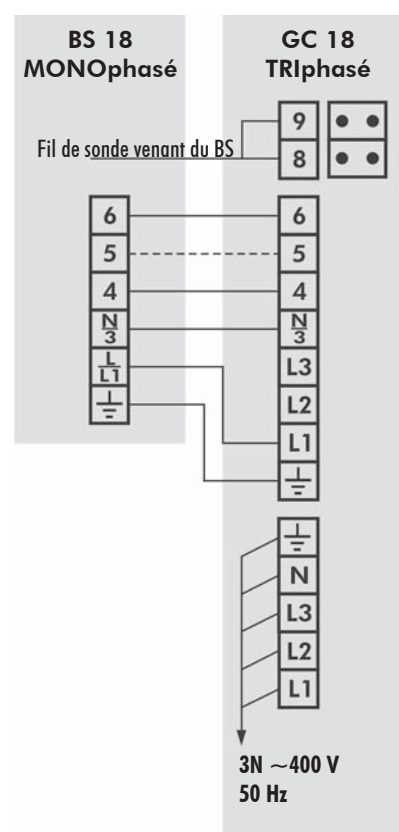 BS 18
MONOphasé
GC 18
TRIphasé
9
Fil de sonde venant du BS
8
6
6
5
5
4
4
N
3
N
3
L
L1
L3
L2
L1
N
L3
L2
L1
3N ~400 V
50 Hz